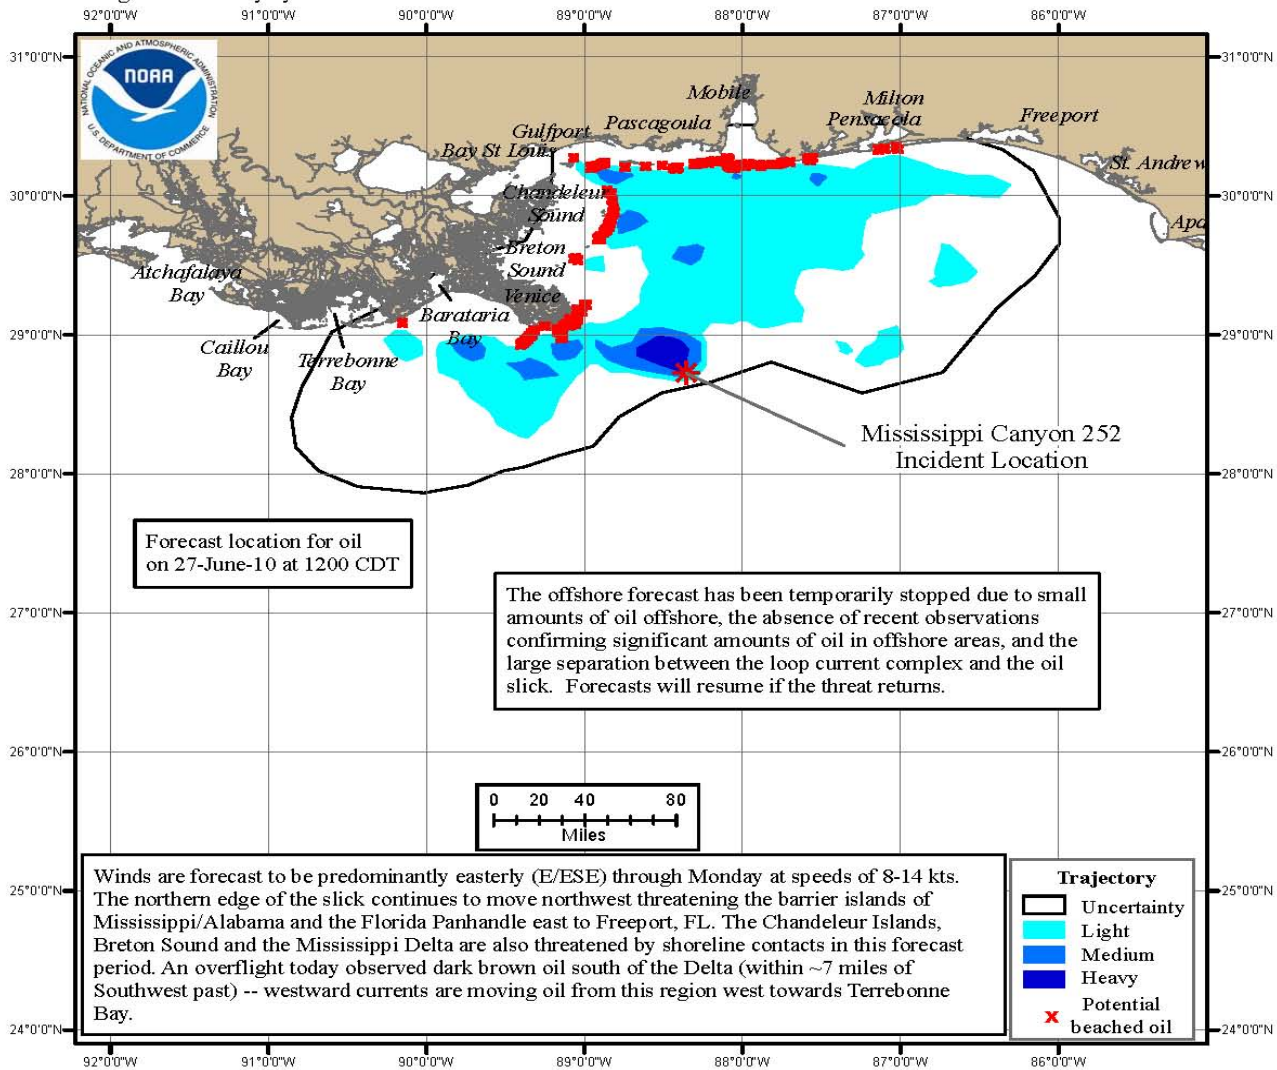 92°0'0"W 91°0'0"W 90°0'0"W 89°0'0"W 88°0'0"W 87°0'0"W 86°0'0"W
31°0'0"N 31°0'0"N
NATIONAL OCEANIC AND ATMOSPHERIC ADMINISTRATION
NOAA
U.S. DEPARTMENT OF COMMERCE
Mobile
Milton
Freeport
Pascagoula
Pensacola
Gulfport
Bay St Louis
St. Andrew
30°0'0"N 30°0'0"N
Chandeleur
Sound
Apa
Breton
Sound
Atchafalaya
Bay
Venice
Barataria
Bay
29°0'0"N 29°0'0"N
Caillou
Bay
Terrebonne
Bay
Mississippi Canyon 252
Incident Location
28°0'0"N 28°0'0"N
Forecast location for oil
on 27-June-10 at 1200 CDT
The offshore forecast has been temporarily stopped due to small
amounts of oil offshore, the absence of recent observations
confirming significant amounts of oil in offshore areas, and the
large separation between the loop current complex and the oil
slick. Forecasts will resume if the threat returns.
27°0'0"N 27°0'0"N
26°0'0"N 26°0'0"N
0 20 40 80
Miles
25°0'0"N 25°0'0"N
Winds are forecast to be predominantly easterly (E/ESE) through Monday at speeds of 8-14 kts.
The northern edge of the slick continues to move northwest threatening the barrier islands of
Mississippi/Alabama and the Florida Panhandle east to Freeport, FL. The Chandeleur Islands,
Breton Sound and the Mississippi Delta are also threatened by shoreline contacts in this forecast
period. An overflight today observed dark brown oil south of the Delta (within ~7 miles of
Southwest past) -- westward currents are moving oil from this region west towards Terrebonne
Bay.
Trajectory
Uncertainty
Light
Medium
Heavy
Potential
beached oil
24°0'0"N 24°0'0"N
92°0'0"W 91°0'0"W 90°0'0"W 89°0'0"W 88°0'0"W 87°0'0"W 86°0'0"W